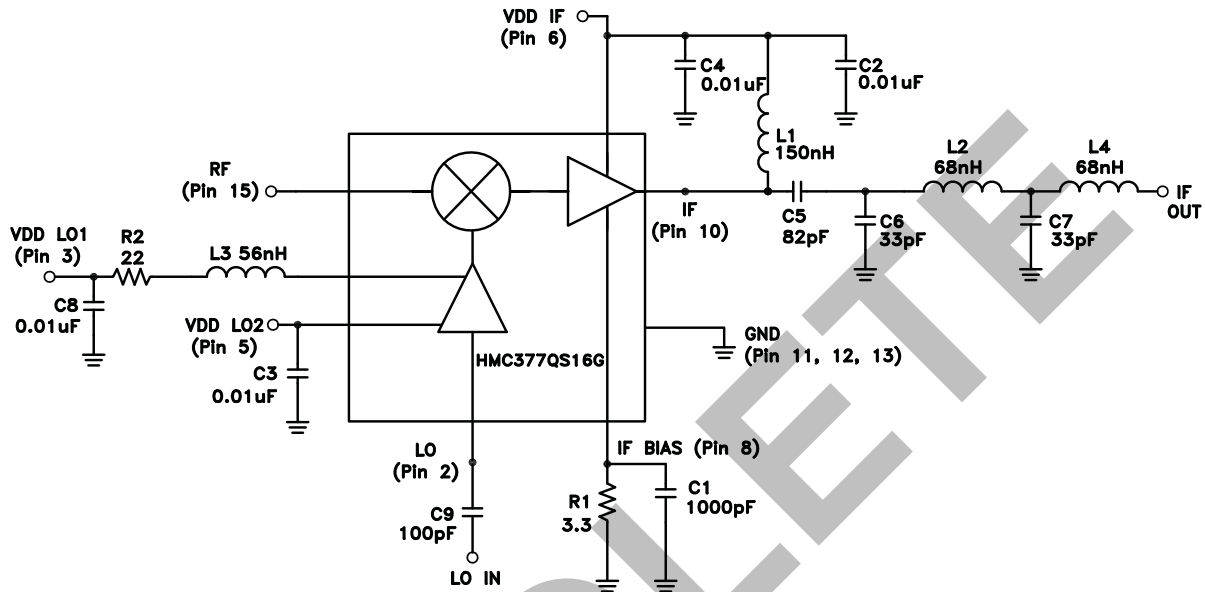 VDD IF
(Pin 6)
C4
0.01uF
C2
0.01uF
L1
150nH
L2
68nH
L4
68nH
RF
(Pin 15)
IF
(Pin 10)
C5
82pF
C6
33pF
C7
33pF
IF
OUT
VDD LO1
(Pin 3)
R2
22
L3 56nH
C8
0.01uF
VDD LO2
(Pin 5)
C3
0.01uF
HMC377QS16G
GND
(Pin 11, 12, 13)
LO
(Pin 2)
C9
100pF
LO IN
IF BIAS (Pin 8)
R1
3.3
C1
1000pF
LETE